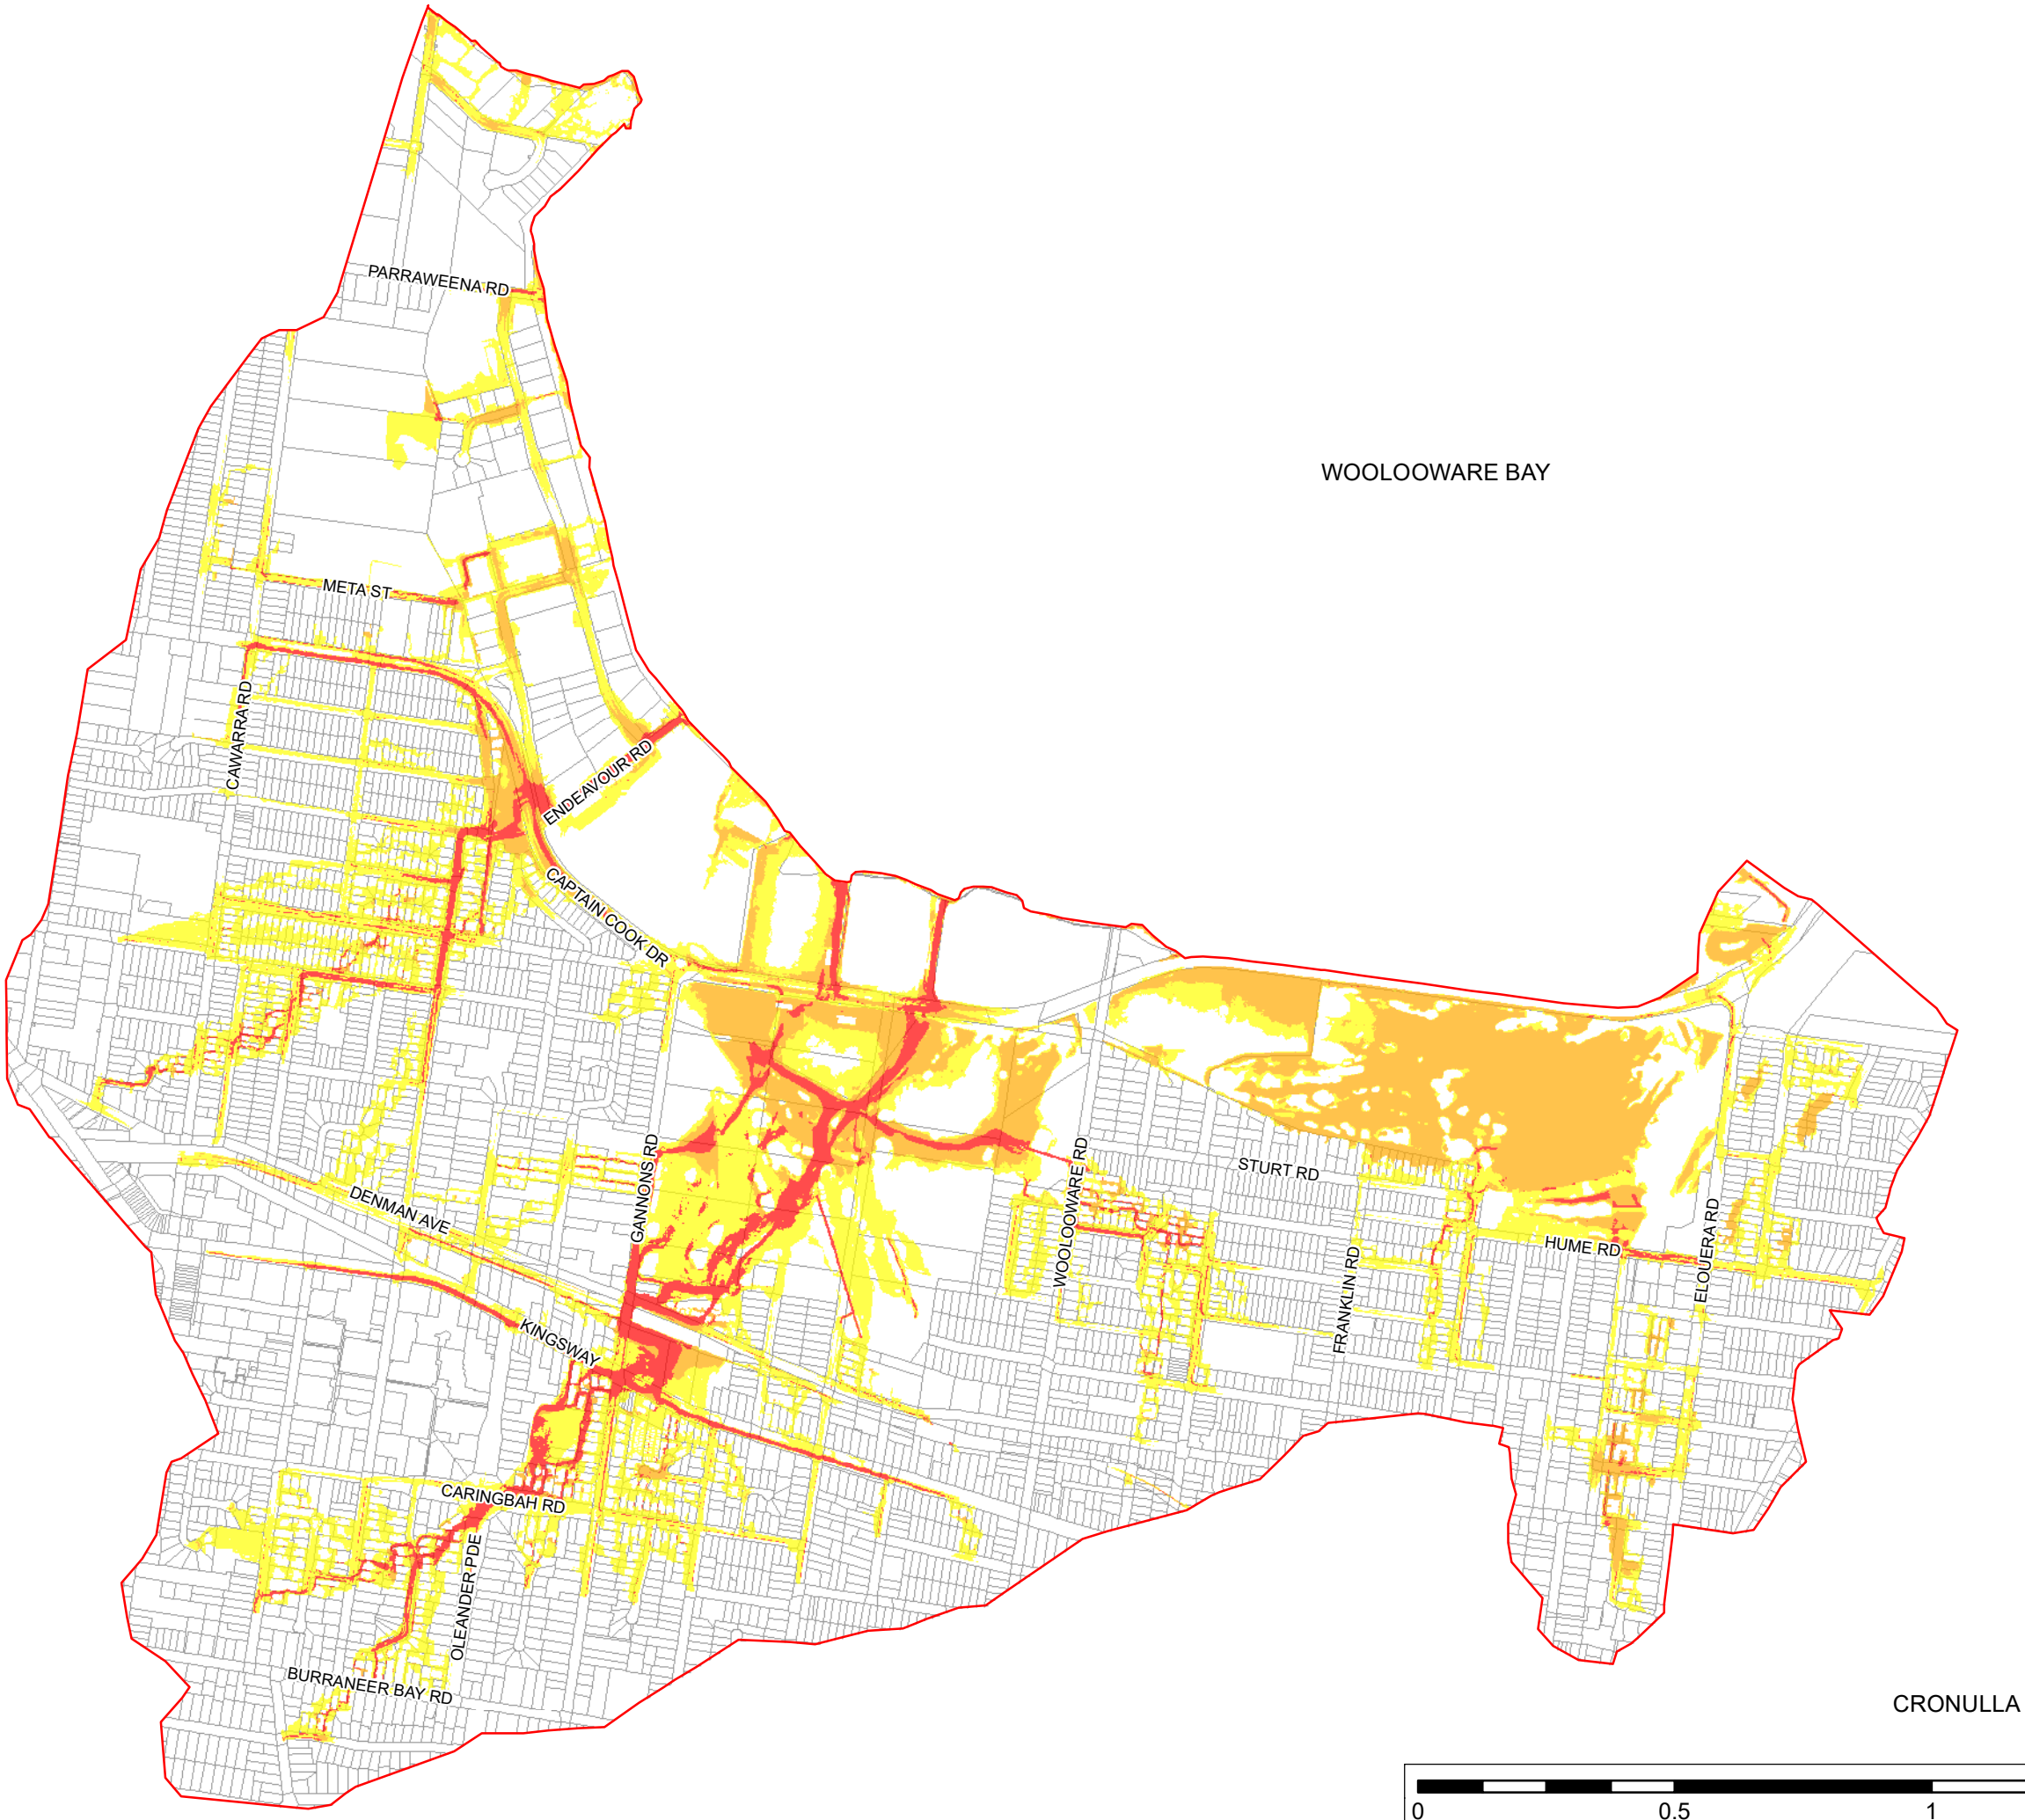 PARRAWEENA RD
WOOLOOWARE BAY
META ST
CAWARRA RD
ENDEAVOUR RD
CAPTAIN COOK DR
GANNONS RD
WOOLOOWARE RD
STURT RD
DENMAN AVE
HUME RD
ELOUERA RD
FRANKLIN RD
KINGSWAY
CARINGBAH RD
OLEANDER PDE
BURRANEER BAY RD
CRONULLA
0 0.5 1